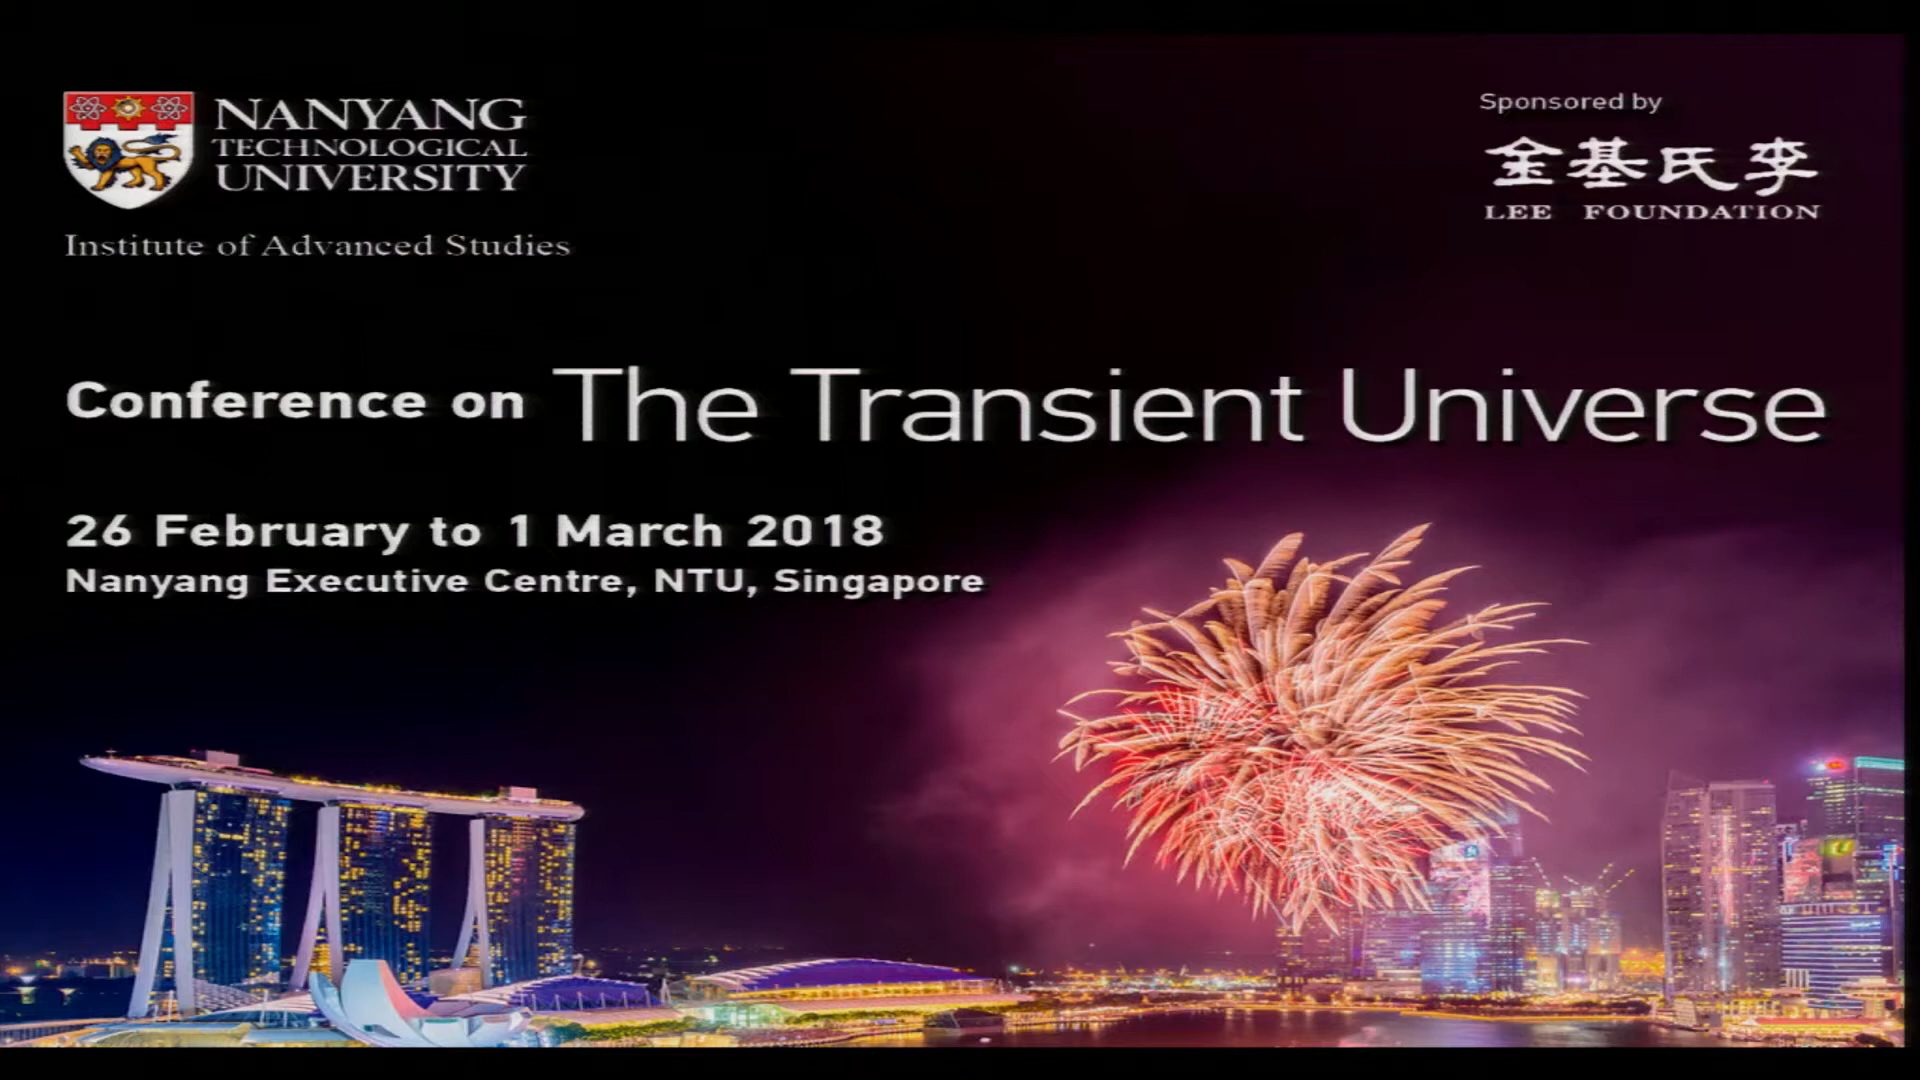 NANYANG
TECHNOLOGICAL
UNIVERSITY
Institute of Advanced Studies
Sponsored by
金基氏李
LEE FOUNDATION
Conference on The Transient Universe
26 February to 1 March 2018
Nanyang Executive Centre, NTU, Singapore